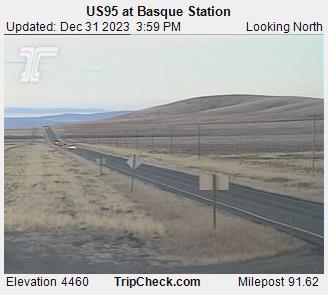 US95 at Basque Station
Updated: Dec 31 2023 3:59 PM Looking North
Elevation 4460 TripCheck.com Milepost 91.62